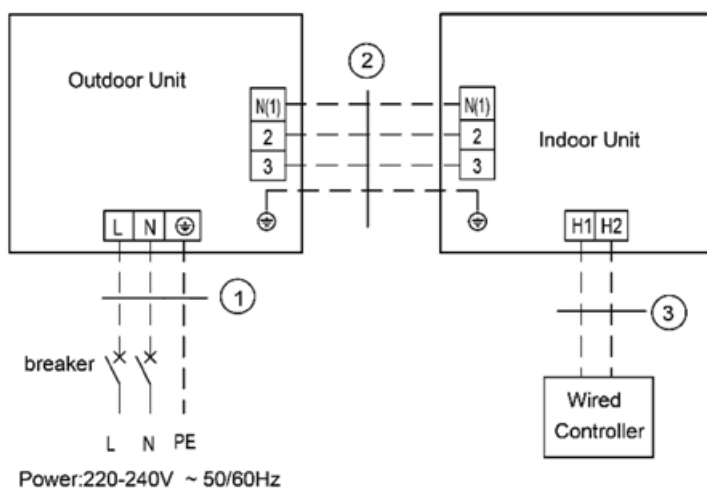 Outdoor Unit
2
N(1)
N(1)
2
2
3
3
Indoor Unit
L N
H1 H2
1
3
breaker
L N PE
Wired
Controller
Power:220-240V ~ 50/60Hz